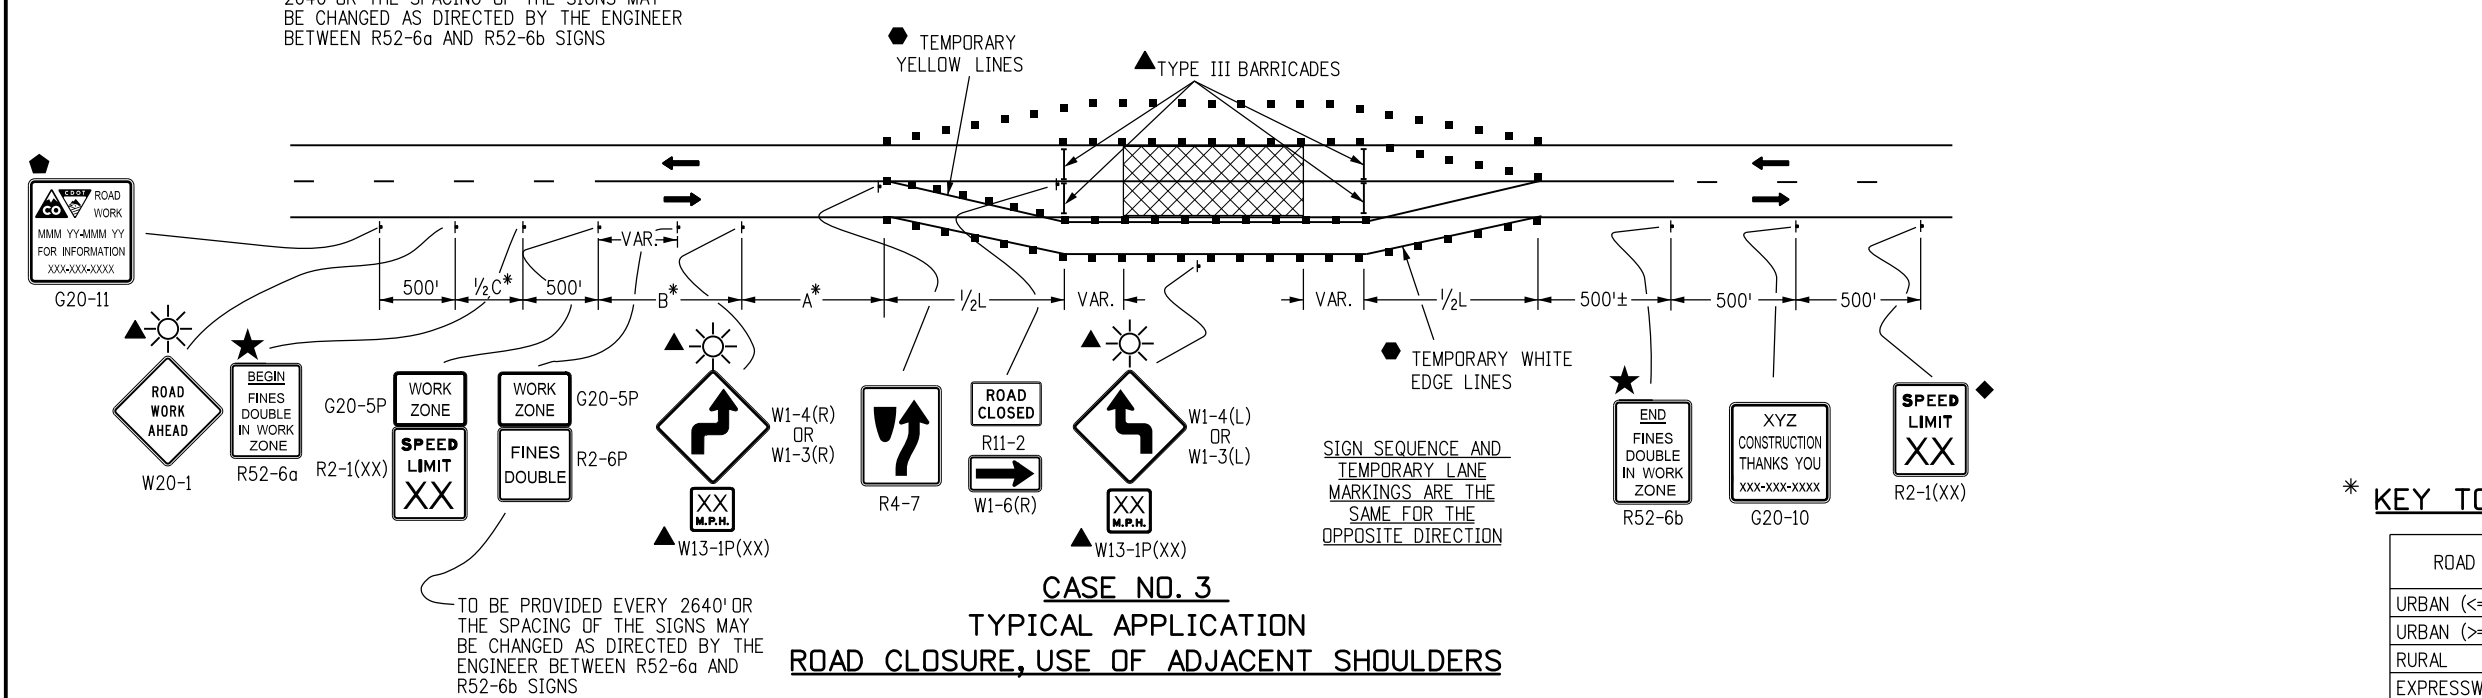 BE CHANGED AS DIRECTED BY THE ENGINEER
BETWEEN R52-6a AND R52-6b SIGNS
TEMPORARY
YELLOW LINES
TYPE III BARRICADES
CDOT
CO
ROAD
WORK
MMM YY-MMM YY
FOR INFORMATION
XXX-XXX-XXXX
G20-11
VAR.
500'
½C*
500'
B*
A*
½L
VAR.
VAR.
½L
500'±
500'
500'
TEMPORARY WHITE
EDGE LINES
ROAD
WORK
AHEAD
W20-1
BEGIN
FINES
DOUBLE
IN WORK
ZONE
R52-6a
G20-5P
WORK
ZONE
SPEED
LIMIT
XX
R2-1(XX)
WORK
ZONE
G20-5P
FINES
DOUBLE
R2-6P
W1-4(R)
OR
W1-3(R)
XX
M.P.H.
W13-1P(XX)
R4-7
ROAD
CLOSED
R11-2
W1-6(R)
W1-4(L)
OR
W1-3(L)
XX
M.P.H.
W13-1P(XX)
SIGN SEQUENCE AND
TEMPORARY LANE
MARKINGS ARE THE
SAME FOR THE
OPPOSITE DIRECTION
END
FINES
DOUBLE
IN WORK
ZONE
R52-6b
XYZ
CONSTRUCTION
THANKS YOU
XXX-XXX-XXXX
G20-10
SPEED
LIMIT
XX
R2-1(XX)
TO BE PROVIDED EVERY 2640' OR
THE SPACING OF THE SIGNS MAY
BE CHANGED AS DIRECTED BY THE
ENGINEER BETWEEN R52-6a AND
R52-6b SIGNS
CASE NO. 3
TYPICAL APPLICATION
ROAD CLOSURE, USE OF ADJACENT SHOULDERS
* KEY TO
ROAD
URBAN (<=
URBAN (>=
RURAL
EXPRESSW